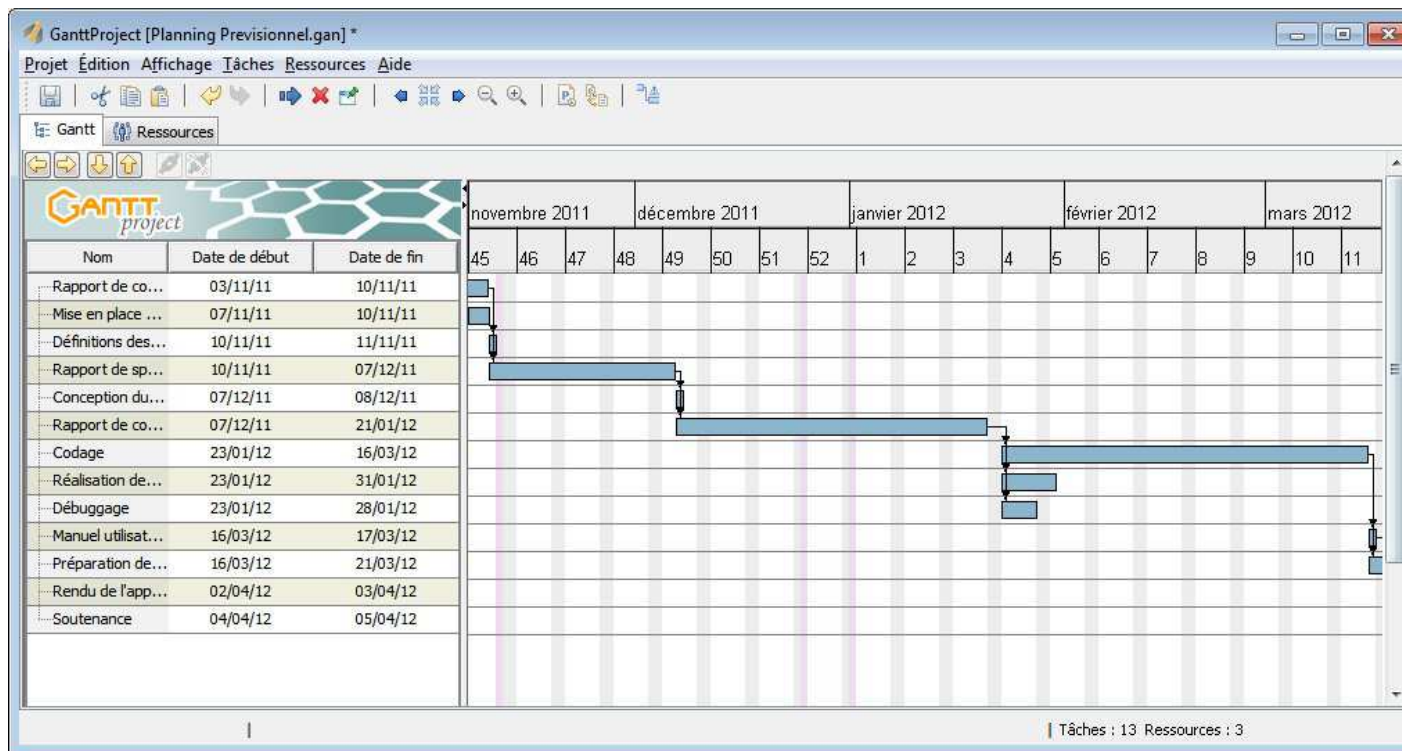 GanttProject [Planning Previsionnel.gan] *
Projet Édition Affichage Tâches Ressources Aide
Gantt Ressources
GANTT project
novembre 2011 décembre 2011 janvier 2012 février 2012 mars 2012
Nom Date de début Date de fin 45 46 47 48 49 50 51 52 1 2 3 4 5 6 7 8 9 10 11
Rapport de co... 03/11/11 10/11/11
Mise en place ... 07/11/11 10/11/11
Définitions des... 10/11/11 11/11/11
Rapport de sp... 10/11/11 07/12/11
Conception du... 07/12/11 08/12/11
Rapport de co... 07/12/11 21/01/12
Codage 23/01/12 16/03/12
Réalisation de... 23/01/12 31/01/12
Débuggage 23/01/12 28/01/12
Manuel utilisat... 16/03/12 17/03/12
Préparation de... 16/03/12 21/03/12
Rendu de l'app... 02/04/12 03/04/12
Soutenance 04/04/12 05/04/12
Tâches : 13 Ressources : 3